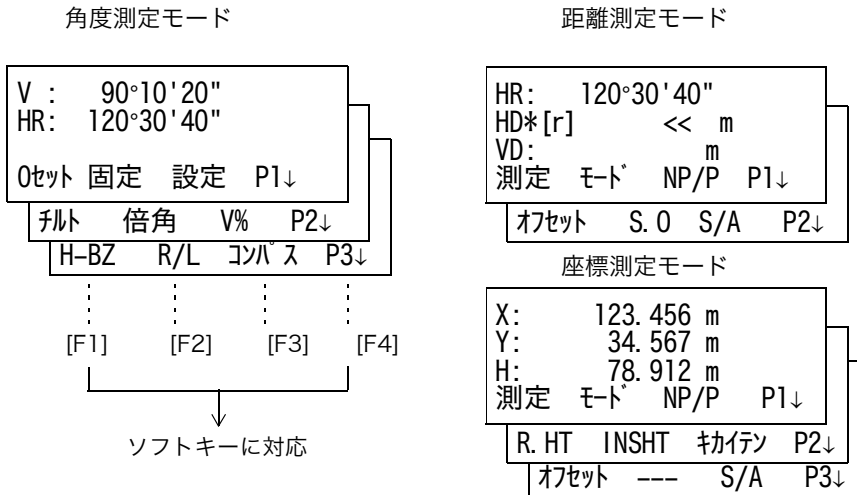 角度測定モード
V : 90°10'20"
HR: 120°30'40"
0ｾｯﾄ 固定 設定 P1↓
ﾁﾙﾄ 倍角 V% P2↓
H-BZ R/L ｺﾝﾊﾟｽ P3↓
[F1] [F2] [F3] [F4]
ソフトキーに対応
距離測定モード
HR: 120°30'40"
HD*[r] << m
VD: m
測定 ﾓｰﾄﾞ NP/P P1↓
ｵﾌｾｯﾄ S.O S/A P2↓
座標測定モード
X: 123.456 m
Y: 34.567 m
H: 78.912 m
測定 ﾓｰﾄﾞ NP/P P1↓
R.HT INSHT ｷｶｲﾃﾝ P2↓
ｵﾌｾｯﾄ --- S/A P3↓